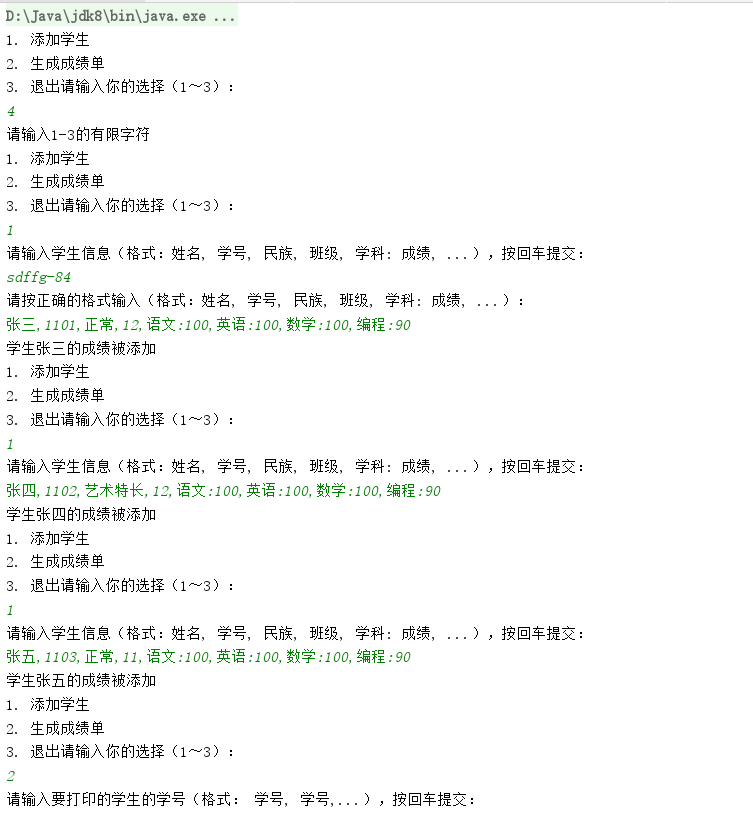 D:\Java\jdk8\bin\java.exe ...
1. 添加学生
2. 生成成绩单
3. 退出请输入你的选择（1～3）：
4
请输入1-3的有限字符
1. 添加学生
2. 生成成绩单
3. 退出请输入你的选择（1～3）：
1
请输入学生信息（格式：姓名, 学号, 民族, 班级, 学科: 成绩, ...），按回车提交：
sdffg-84
请按正确的格式输入（格式：姓名, 学号, 民族, 班级, 学科: 成绩, ...）：
张三,1101,正常,12,语文:100,英语:100,数学:100,编程:90
学生张三的成绩被添加
1. 添加学生
2. 生成成绩单
3. 退出请输入你的选择（1～3）：
1
请输入学生信息（格式：姓名, 学号, 民族, 班级, 学科: 成绩, ...），按回车提交：
张四,1102,艺术特长,12,语文:100,英语:100,数学:100,编程:90
学生张四的成绩被添加
1. 添加学生
2. 生成成绩单
3. 退出请输入你的选择（1～3）：
1
请输入学生信息（格式：姓名, 学号, 民族, 班级, 学科: 成绩, ...），按回车提交：
张五,1103,正常,11,语文:100,英语:100,数学:100,编程:90
学生张五的成绩被添加
1. 添加学生
2. 生成成绩单
3. 退出请输入你的选择（1～3）：
2
请输入要打印的学生的学号（格式： 学号, 学号,...），按回车提交：